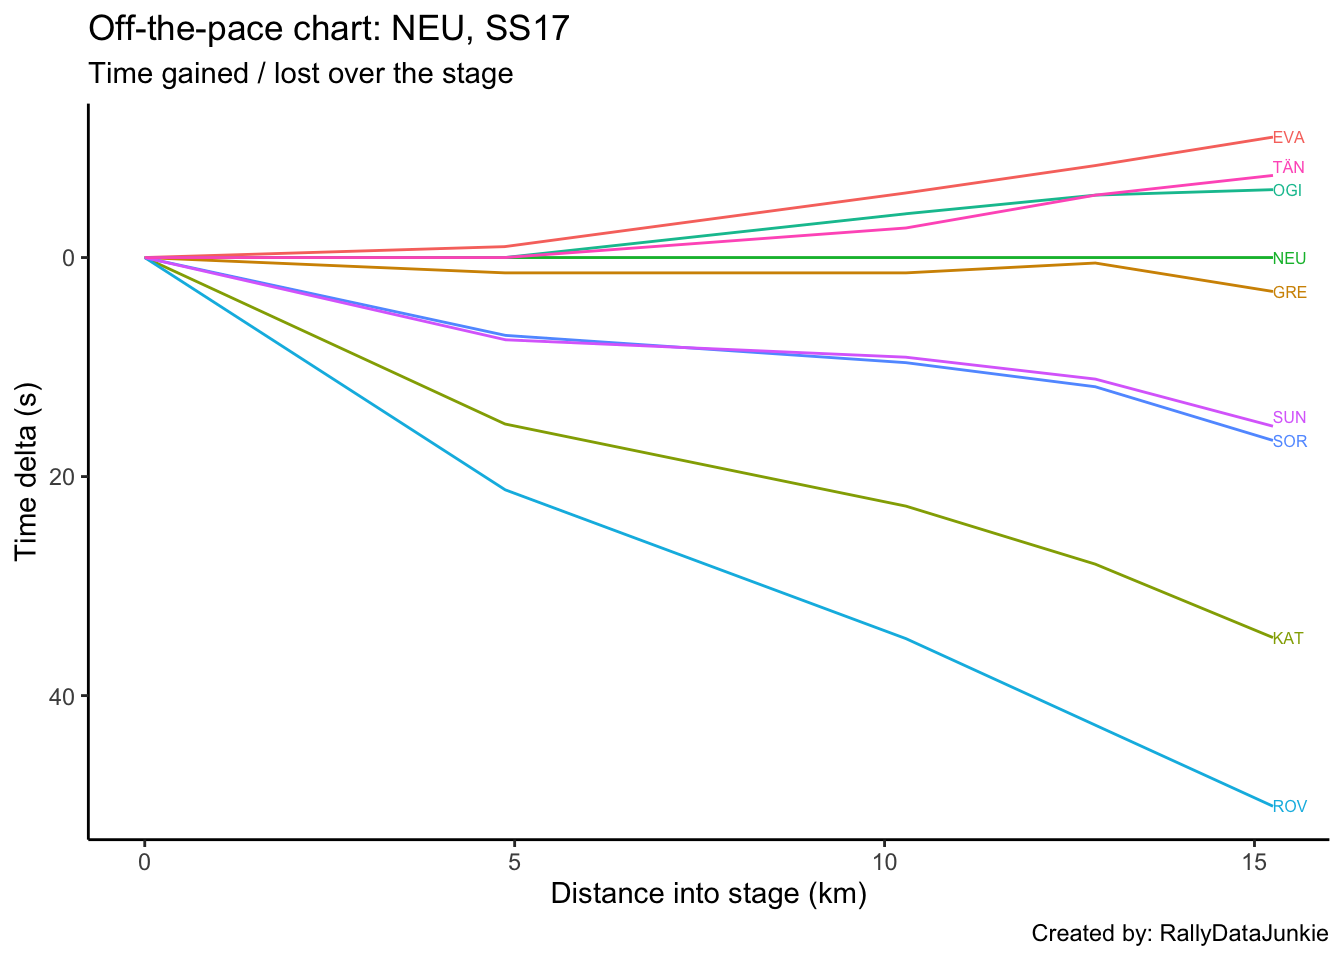 Off-the-pace chart: NEU, SS17
Time gained / lost over the stage
EVA
TÄN
OGI
0
NEU
GRE
SUN
SOR
Time delta (s)
20
KAT
40
ROV
0 5 10 15
Distance into stage (km)
Created by: RallyDataJunkie